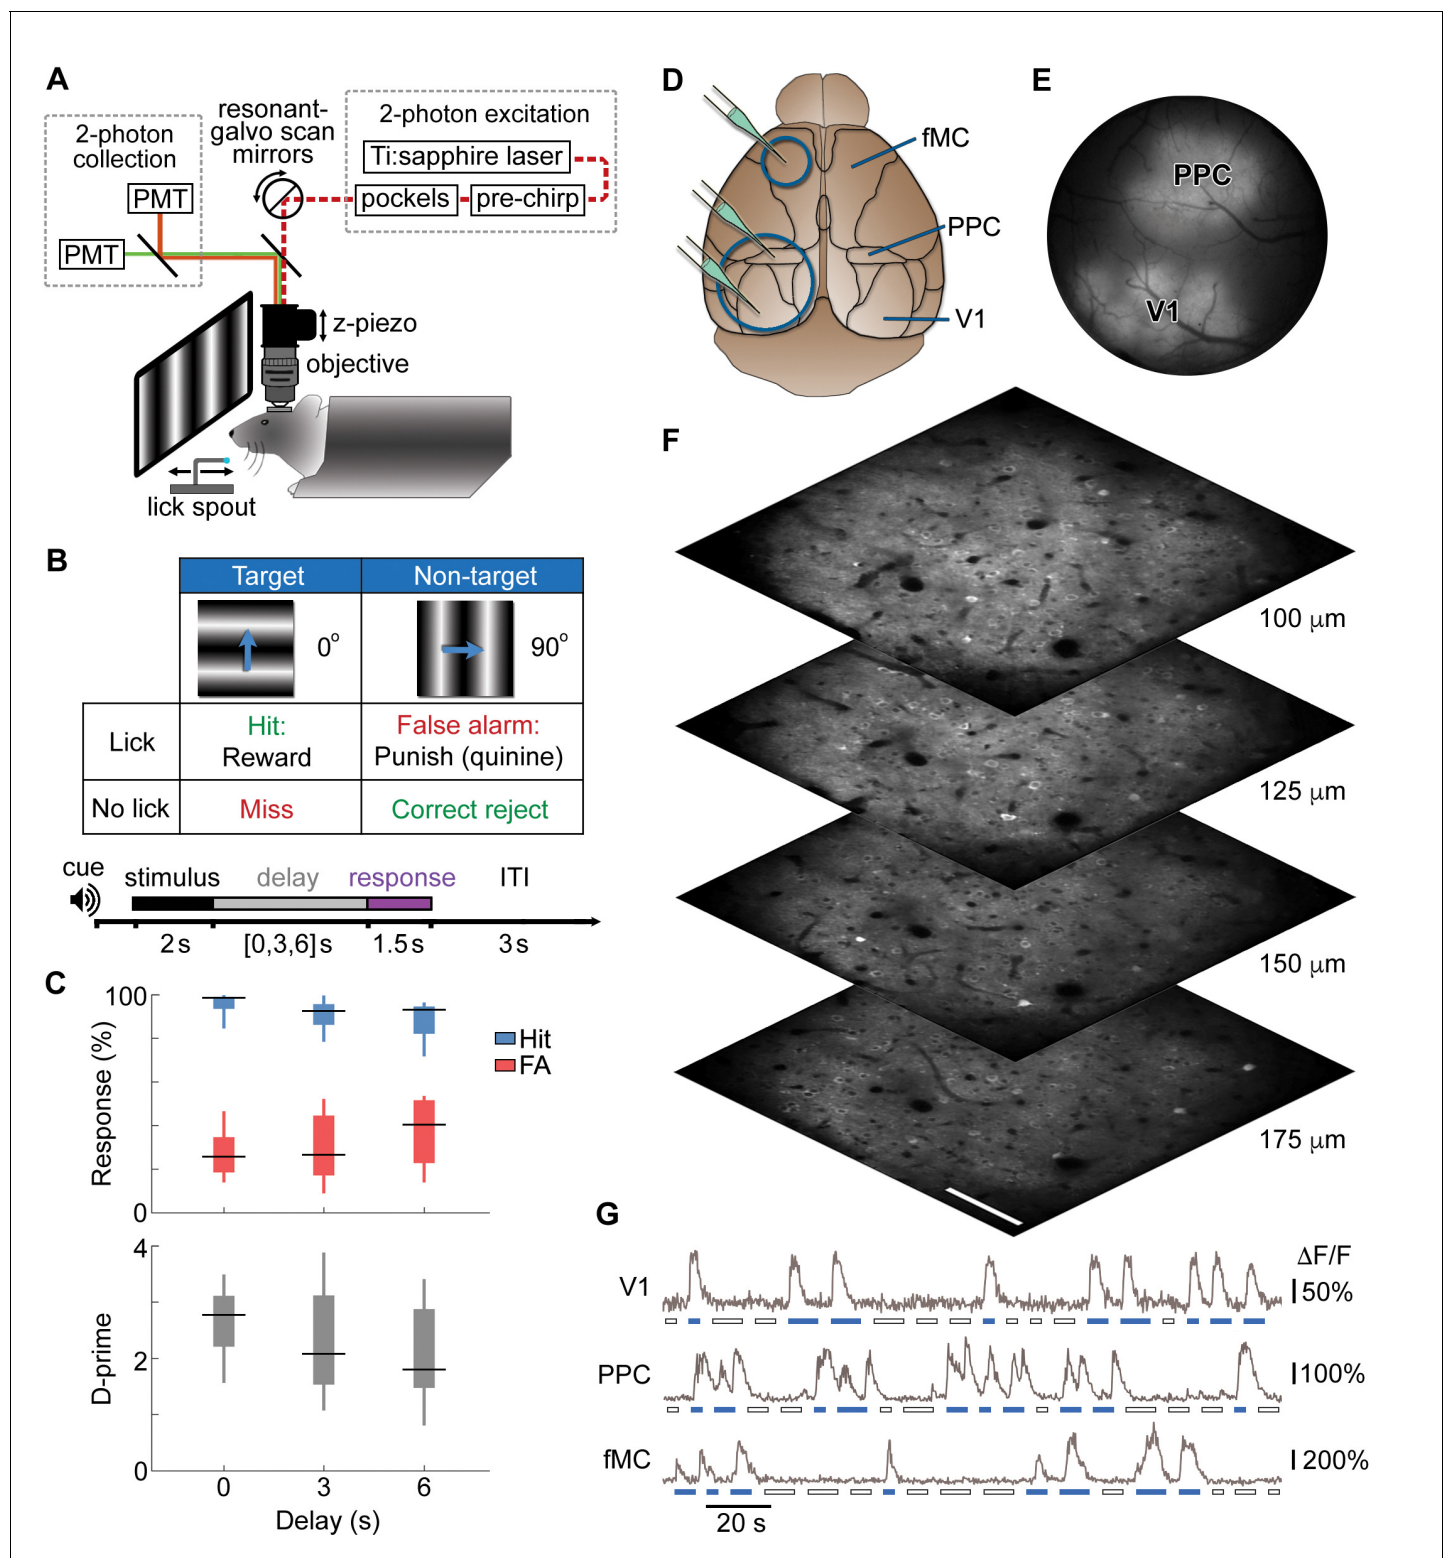 A
2-photon
collection
resonant-
galvo scan
mirrors
2-photon excitation
Ti:sapphire laser
pockels
pre-chirp
PMT
PMT
z-piezo
objective
lick spout
B
Target
Non-target
0°
90°
Lick
Hit:
Reward
False alarm:
Punish (quinine)
No lick
Miss
Correct reject
cue
stimulus
delay
response
ITI
2 s
[0,3,6] s
1.5 s
3 s
C
100
Response (%)
0
Hit
FA
4
D-prime
2
0
0
3
6
Delay (s)
D
fMC
PPC
V1
E
PPC
V1
F
100 μm
125 μm
150 μm
175 μm
G
V1
ΔF/F
50%
PPC
100%
fMC
200%
20 s